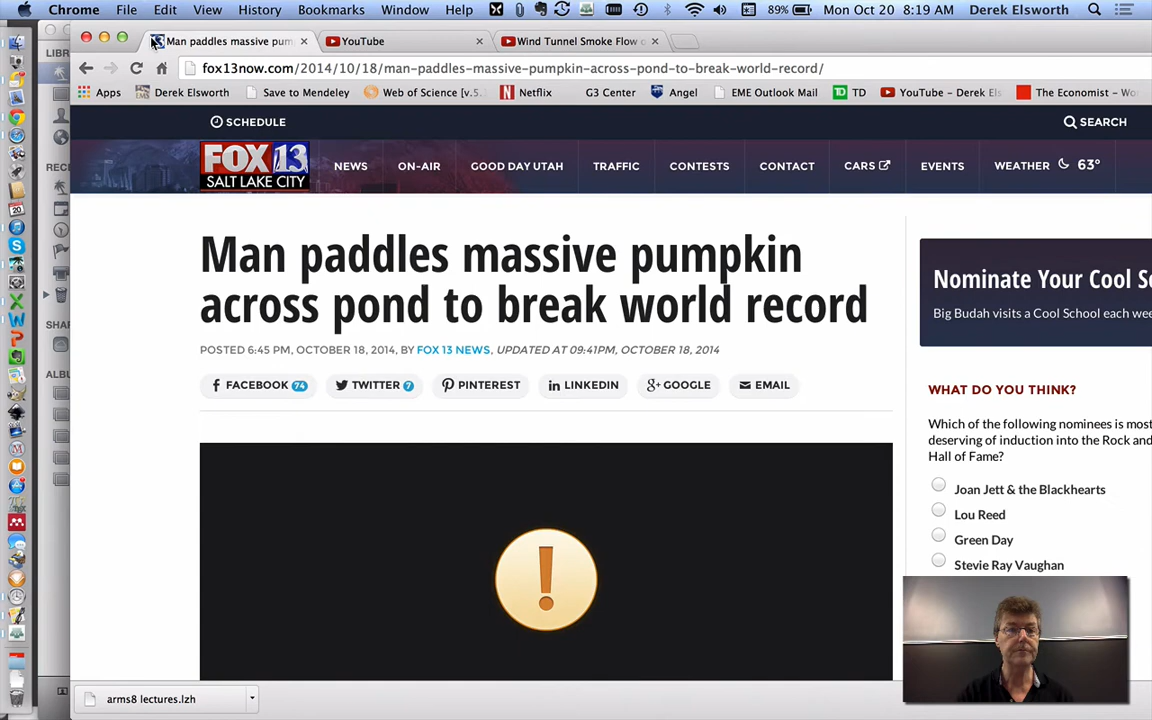 Chrome File Edit View History Bookmarks Window Help 89% Mon Oct 20 8:19 AM Derek Elsworth
Man paddles massive pum YouTube Wind Tunnel Smoke Flow
fox13now.com/2014/10/18/man-paddles-massive-pumpkin-across-pond-to-break-world-record/
Apps Derek Elsworth Save to Mendeley Web of Science [v.5. Netflix G3 Center Angel EME Outlook Mail TD YouTube – Derek Els The Economist – Wo
SCHEDULE SEARCH
FOX 13
SALT LAKE CITY
NEWS ON-AIR GOOD DAY UTAH TRAFFIC CONTESTS CONTACT CARS EVENTS WEATHER 63°
Man paddles massive pumpkin
across pond to break world record
POSTED 6:45 PM, OCTOBER 18, 2014, BY FOX 13 NEWS, UPDATED AT 09:41PM, OCTOBER 18, 2014
FACEBOOK 74 TWITTER 7 PINTEREST LINKEDIN GOOGLE EMAIL
Nominate Your Cool S
Big Budah visits a Cool School each wee
WHAT DO YOU THINK?
Which of the following nominees is most
deserving of induction into the Rock and
Hall of Fame?
Joan Jett & the Blackhearts
Lou Reed
Green Day
Stevie Ray Vaughan
LIBR
REC
SHAR
ALBU
arms8 lectures.lzh